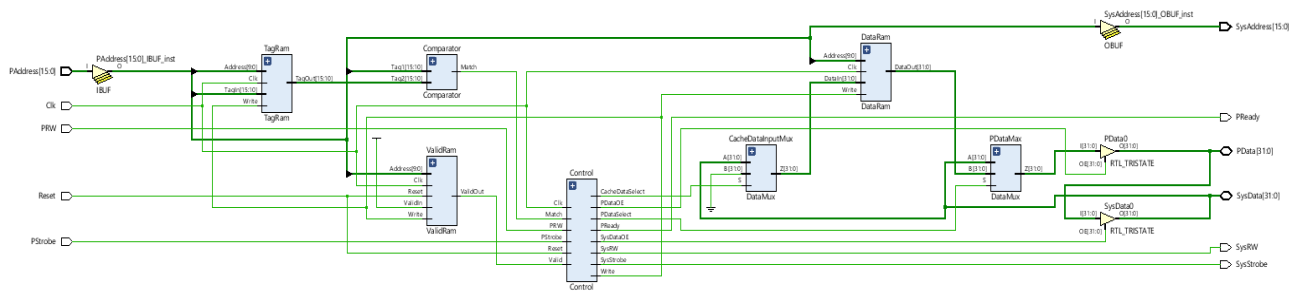 SysAddress[15:0]_OBUF_inst
I
O
SysAddress[15:0]
OBUF
PAddress[15:0]_IBUF_inst
PAddress[15:0]
I
O
IBUF
TagRam
Address[9:0]
Clk
TagIn[15:10]
Write
TagOut[15:10]
TagRam
Comparator
Tag1[15:10]
Tag2[15:10]
Match
Comparator
DataRam
Address[9:0]
Clk
DataIn[31:0]
Write
DataOut[31:0]
DataRam
Clk
PRW
Reset
PStrobe
ValidRam
Address[9:0]
Clk
Reset
ValidIn
Write
ValidOut
ValidRam
Control
Clk
Match
PRW
PStrobe
Reset
Valid
CacheDataSelect
PDataOE
PDataSelect
PReady
SysDataOE
SysRW
SysStrobe
Write
Control
CacheDataInputMux
A[31:0]
B[31:0]
S
Z[31:0]
DataMux
PDataMax
A[31:0]
B[31:0]
S
Z[31:0]
DataMux
PData0
I[31:0]
O[31:0]
OE[31:0]
RTL_TRISTATE
SysData0
I[31:0]
O[31:0]
OE[31:0]
RTL_TRISTATE
PReady
PData[31:0]
SysData[31:0]
SysRW
SysStrobe